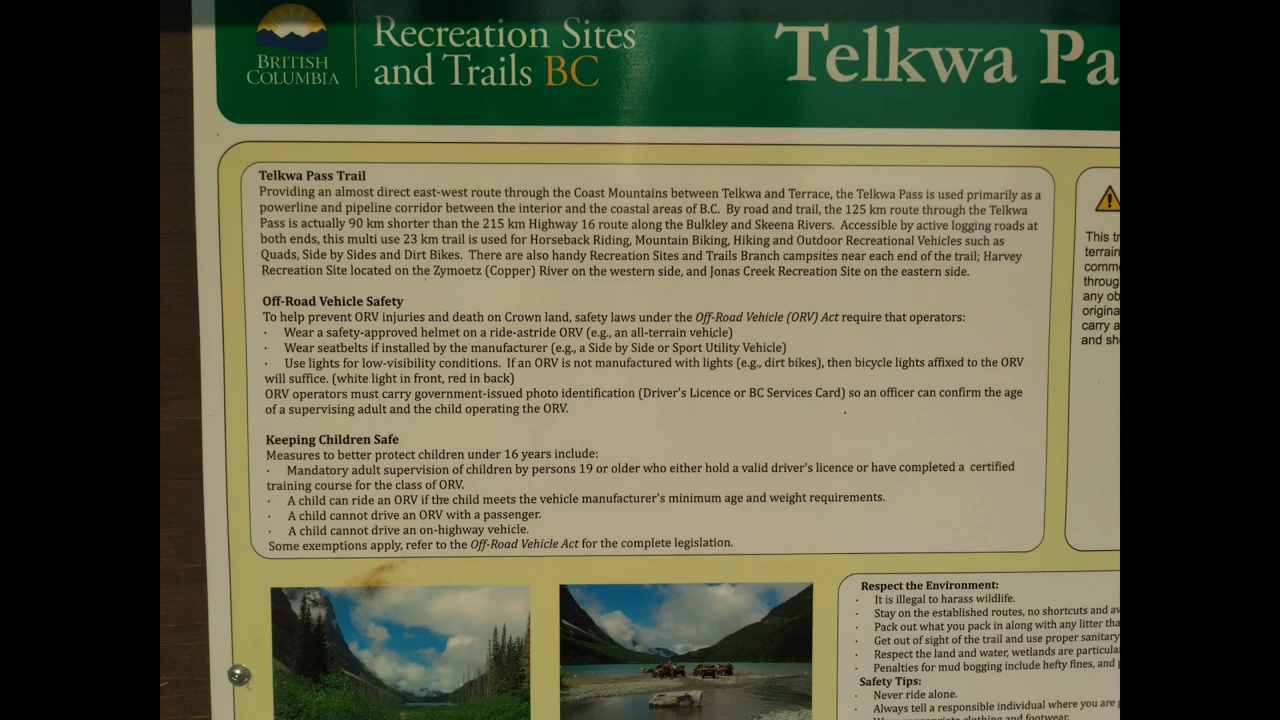 BRITISH
COLUMBIA
Recreation Sites
and Trails BC
Telkwa Pa
Telkwa Pass Trail
Providing an almost direct east-west route through the Coast Mountains between Telkwa and Terrace, the Telkwa Pass is used primarily as a
powerline and pipeline corridor between the interior and the coastal areas of B.C. By road and trail, the 125 km route through the Telkwa
Pass is actually 90 km shorter than the 215 km Highway 16 route along the Bulkley and Skeena Rivers. Accessible by active logging roads at
both ends, this multi use 23 km trail is used for Horseback Riding, Mountain Biking, Hiking and Outdoor Recreational Vehicles such as
Quads, Side by Sides and Dirt Bikes. There are also handy Recreation Sites and Trails Branch campsites near each end of the trail; Harvey
Recreation Site located on the Zymoetz (Copper) River on the western side, and Jonas Creek Recreation Site on the eastern side.
Off-Road Vehicle Safety
To help prevent ORV injuries and death on Crown land, safety laws under the Off-Road Vehicle (ORV) Act require that operators:
· Wear a safety-approved helmet on a ride-astride ORV (e.g., an all-terrain vehicle)
· Wear seatbelts if installed by the manufacturer (e.g., a Side by Side or Sport Utility Vehicle)
· Use lights for low-visibility conditions. If an ORV is not manufactured with lights (e.g., dirt bikes), then bicycle lights affixed to the ORV
will suffice. (white light in front, red in back)
ORV operators must carry government-issued photo identification (Driver's Licence or BC Services Card) so an officer can confirm the age
of a supervising adult and the child operating the ORV.
Keeping Children Safe
Measures to better protect children under 16 years include:
· Mandatory adult supervision of children by persons 19 or older who either hold a valid driver's licence or have completed a certified
training course for the class of ORV.
· A child can ride an ORV if the child meets the vehicle manufacturer's minimum age and weight requirements.
· A child cannot drive an ORV with a passenger.
· A child cannot drive an on-highway vehicle.
Some exemptions apply, refer to the Off-Road Vehicle Act for the complete legislation.
This tr
terrain
comm
throug
any ob
origina
carry a
and sh
Respect the Environment:
· It is illegal to harass wildlife.
· Stay on the established routes, no shortcuts and av
· Pack out what you pack in along with any litter tha
· Get out of sight of the trail and use proper sanitary
· Respect the land and water, wetlands are particula
· Penalties for mud bogging include hefty fines, and p
Safety Tips:
· Never ride alone.
· Always tell a responsible individual where you are g
· Wear appropriate clothing and footwear.